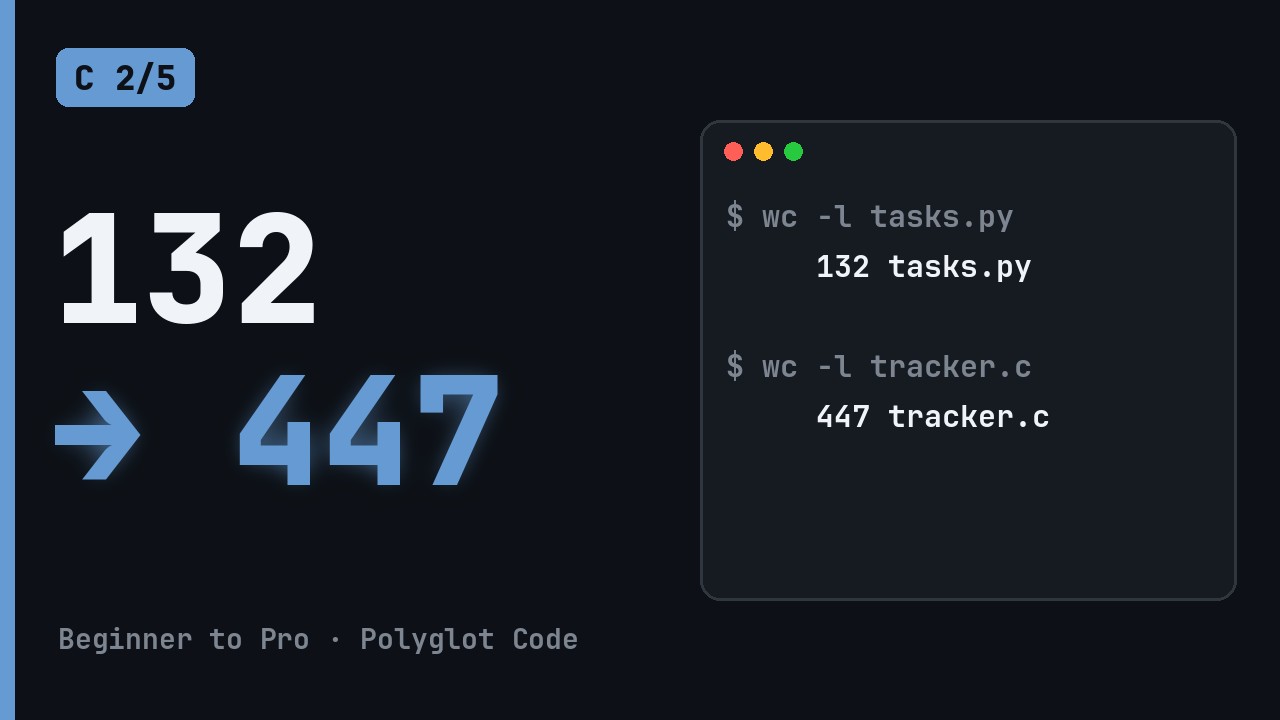 C 2/5
132
→ 447
$ wc -l tasks.py
132 tasks.py
$ wc -l tracker.c
447 tracker.c
Beginner to Pro · Polyglot Code